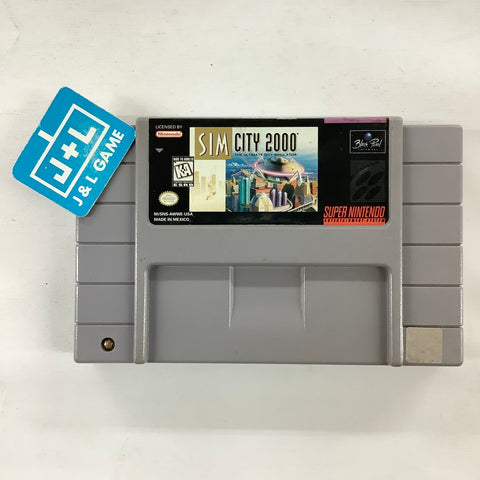 J+L
J & L GAME
LICENSED BY
Nintendo
SIM CITY 2000
THE ULTIMATE CITY SIMULATOR
K-A
ESRB
M/SNS-AWWE-USA
MADE IN MEXICO
Black Pearl
SOFTWARE
SUPER NINTENDO
ENTERTAINMENT SYSTEM